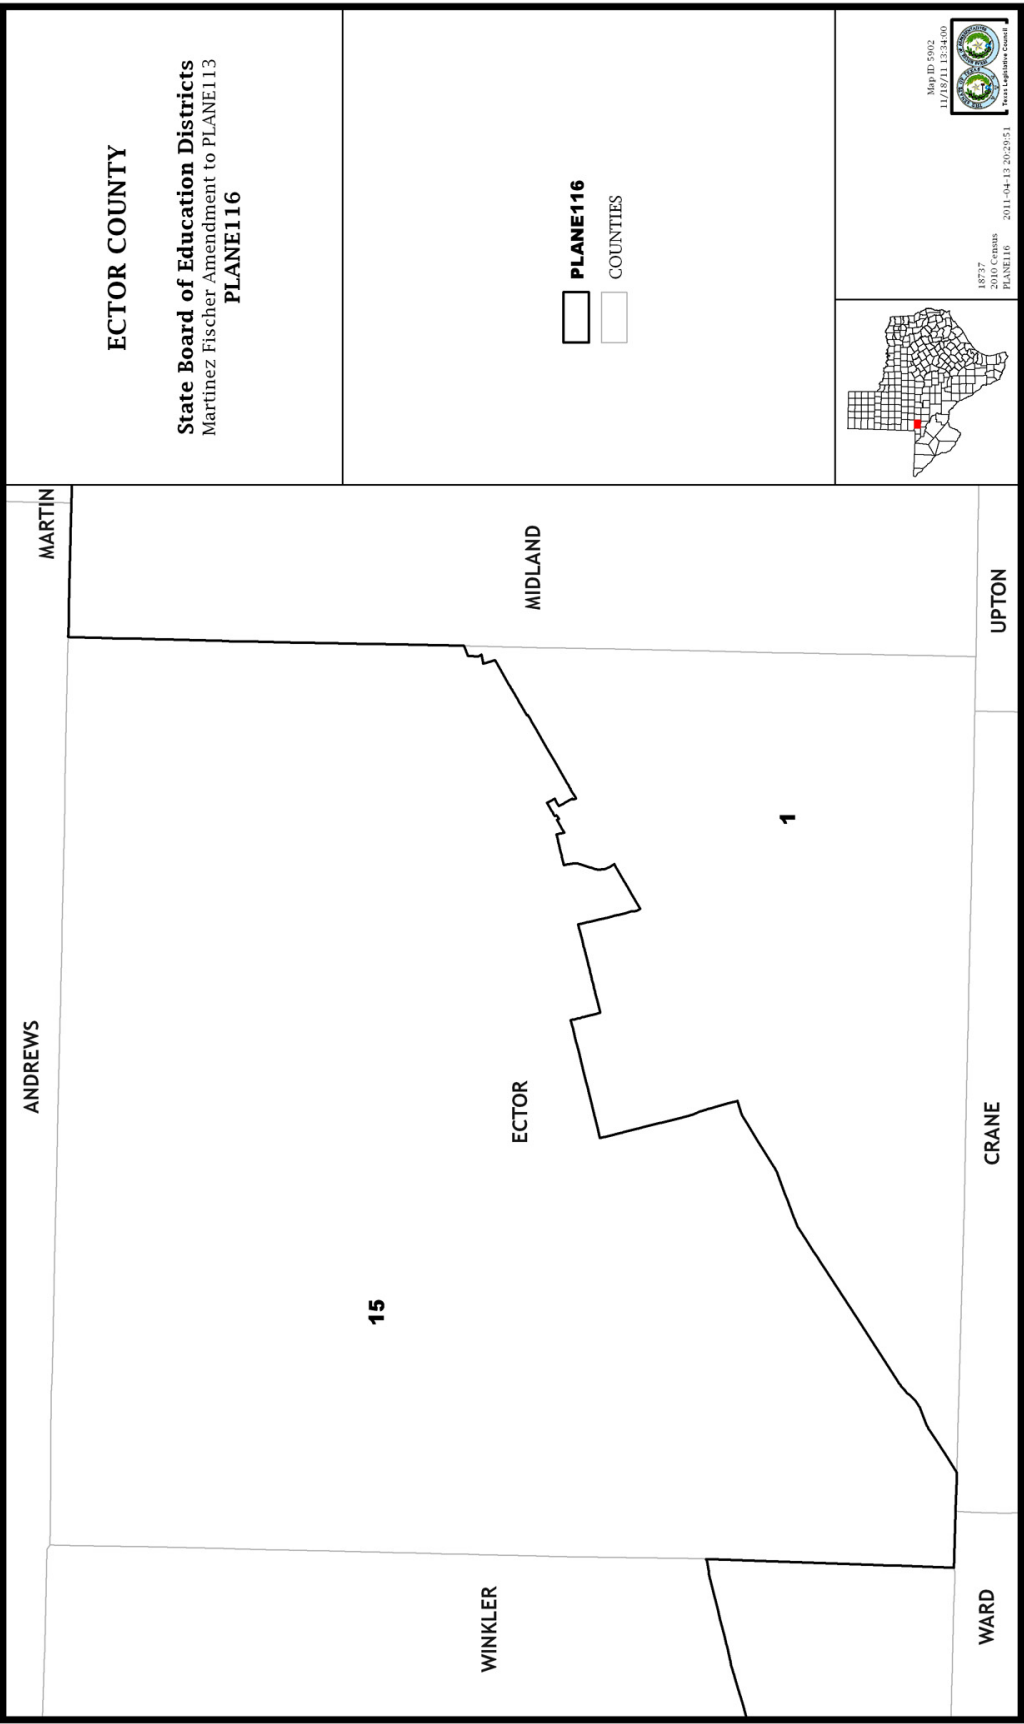 ECTOR COUNTY
State Board of Education Districts
Martinez Fischer Amendment to PLANE113
PLANE116
PLANE116
COUNTIES
Map ID 5902
11/18/11 13:34:00
Texas Legislative Council
18737
2010 Census
PLANE116
2011-04-13 20:29:51
MARTIN
ANDREWS
MIDLAND
ECTOR
WINKLER
15
1
UPTON
CRANE
WARD